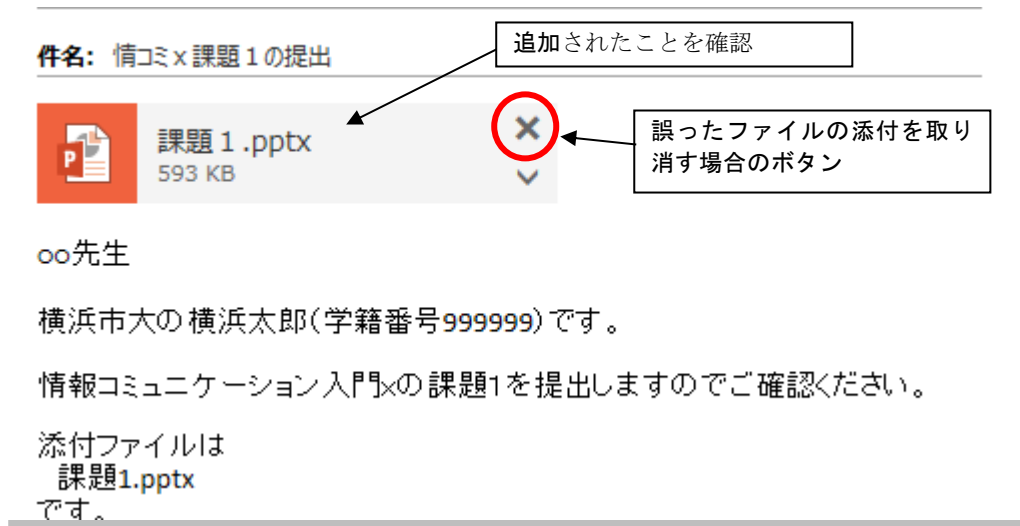 追加されたことを確認
件名: 情コミx課題1の提出
課題1.pptx
593 KB
誤ったファイルの添付を取り
消す場合のボタン
oo先生
横浜市大の横浜太郎(学籍番号999999)です。
情報コミュニケーション入門xの課題1を提出しますのでご確認ください。
添付ファイルは
課題1.pptx
です。